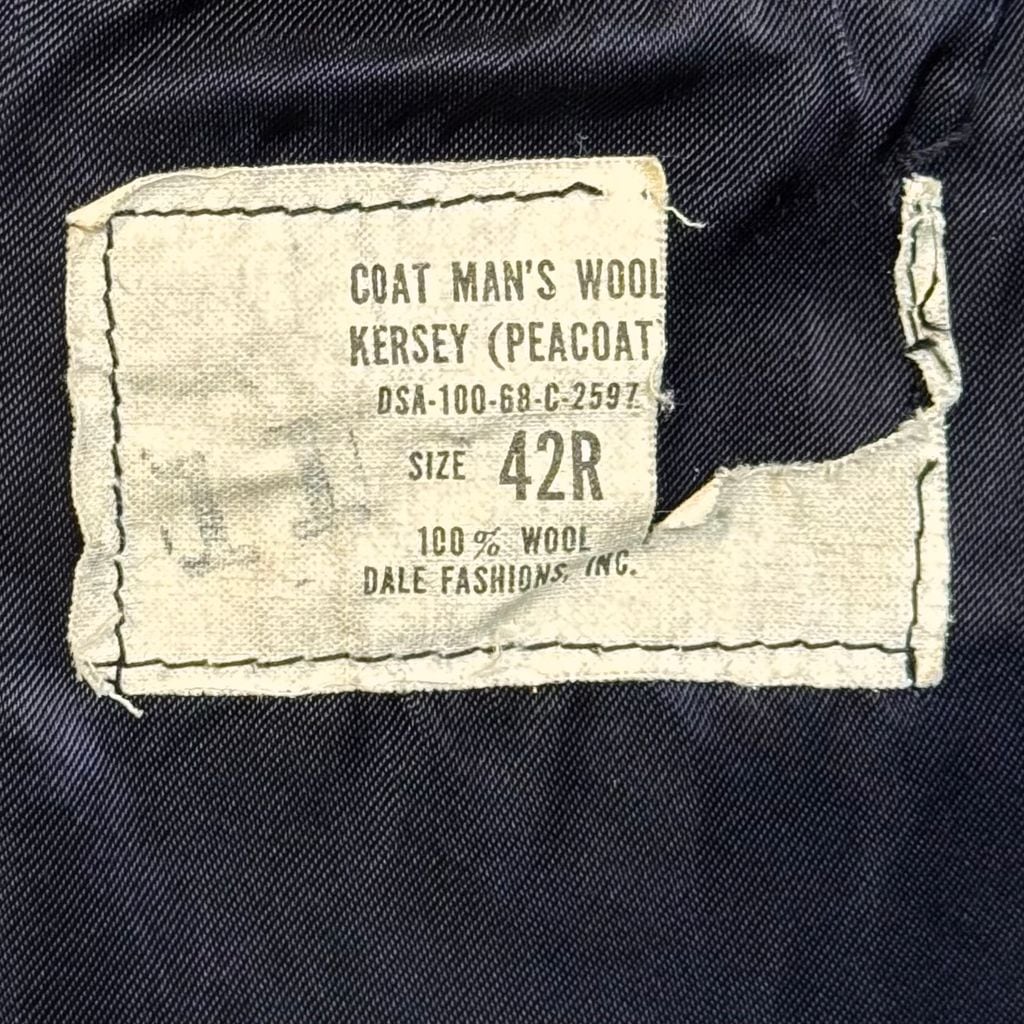 COAT MAN'S WOOL
KERSEY (PEACOAT)
DSA-100-68-C-2597
SIZE 42R
100% WOOL
DALE FASHIONS, INC.